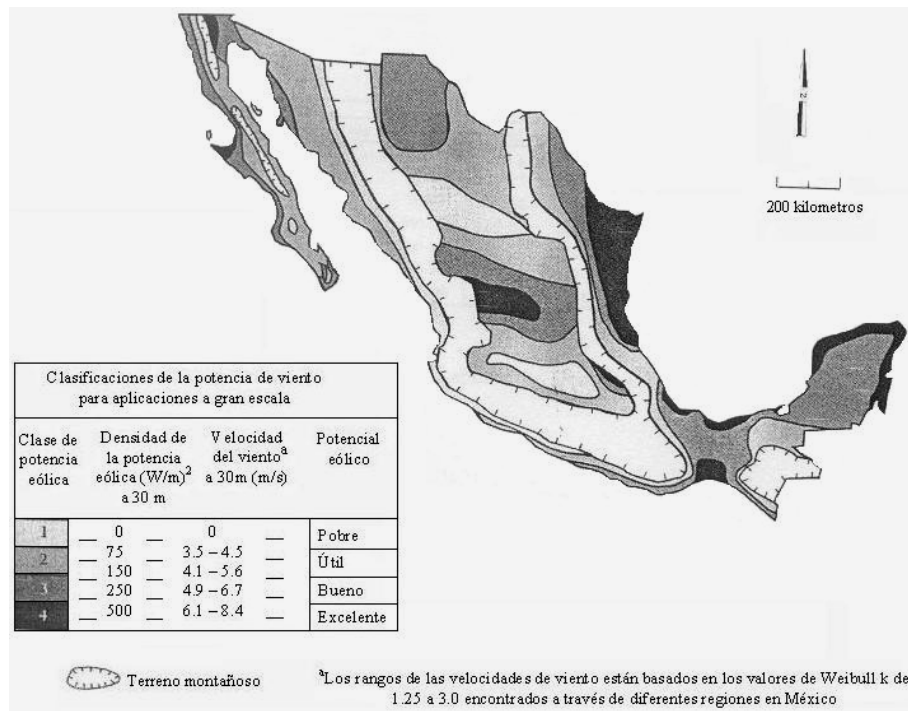 2
200 kilometros
Clasificaciones de la potencia de viento
para aplicaciones a gran escala
Clase de potencia eólica
Densidad de la potencia eólica (W/m)² a 30 m
Velocidad del viento^a a 30m (m/s)
Potencial eólico
1
2
3
4
0 0
75 3.5 – 4.5
150 4.1 – 5.6
250 4.9 – 6.7
500 6.1 – 8.4
Pobre
Útil
Bueno
Excelente
Terreno montañoso
^aLos rangos de las velocidades de viento están basados en los valores de Weibull k de
1.25 a 3.0 encontrados a través de diferentes regiones en México